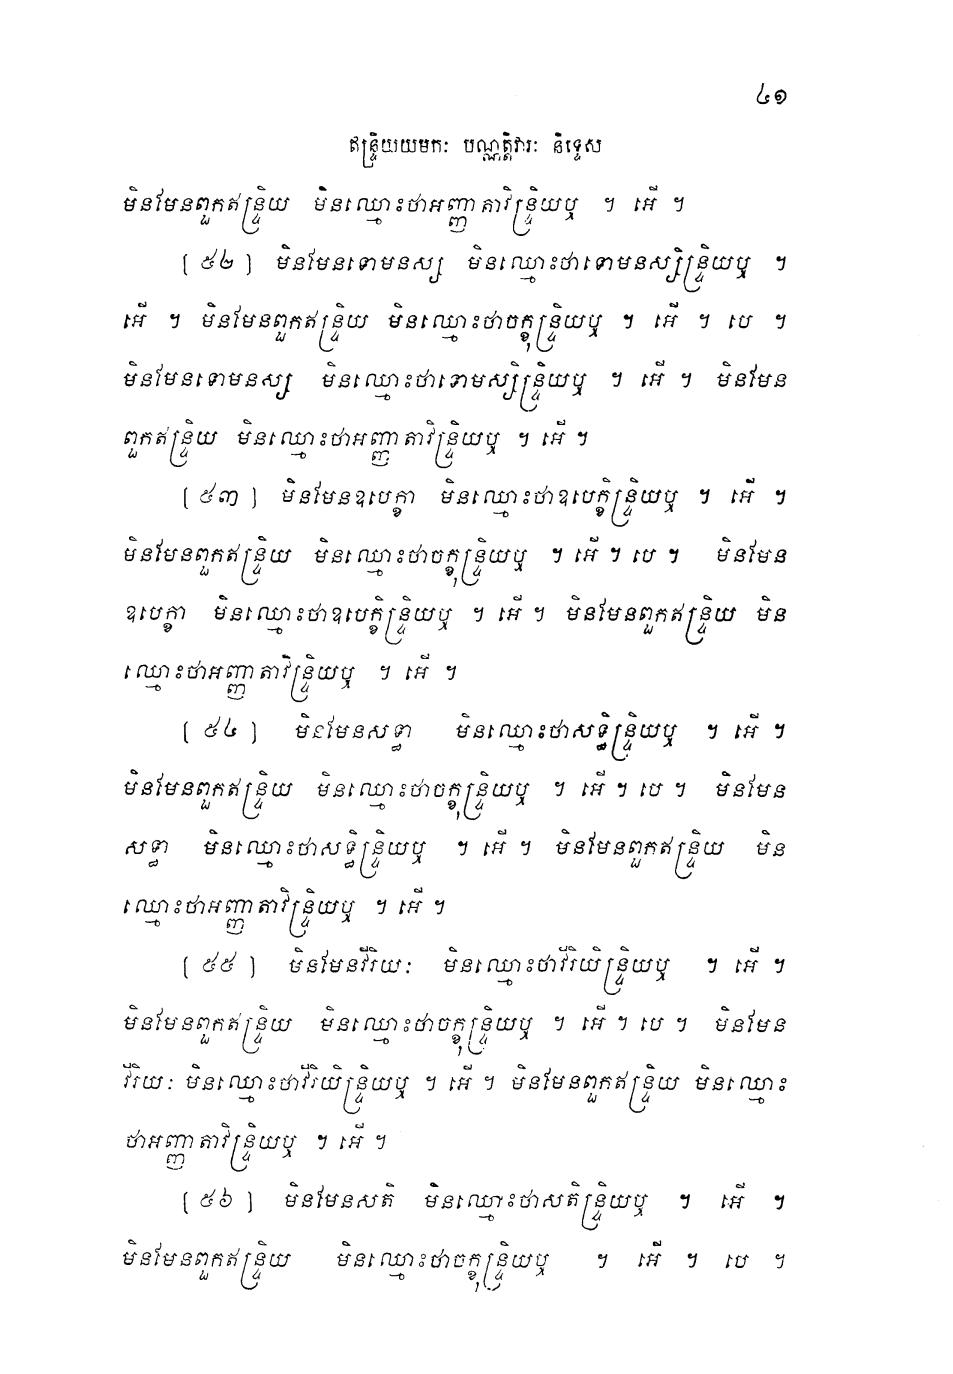 ៤១
ឥន្ទ្រិយយមកៈ បណ្ណត្តិវារៈ និទ្ទេស
មិនមែនពួកឥន្ទ្រិយ មិនឈ្មោះថាអញ្ញាតាវិន្ទ្រិយឬ ។ អើ ។
[ ៥២ ] មិនមែនទោមនស្ស មិនឈ្មោះថាទោមនស្សិន្ទ្រិយឬ ។
អើ ។ មិនមែនពួកឥន្ទ្រិយ មិនឈ្មោះថាចក្ខុន្ទ្រិយឬ ។ អើ ។ បេ ។
មិនមែនទោមនស្ស មិនឈ្មោះថាទោមស្សិន្ទ្រិយឬ ។ អើ ។ មិនមែន
ពួកឥន្ទ្រិយ មិនឈ្មោះថាអញ្ញាតាវិន្ទ្រិយឬ ។ អើ ។
[ ៥៣ ] មិនមែនឧបេក្ខា មិនឈ្មោះថាឧបេក្ខិន្ទ្រិយឬ ។ អើ ។
មិនមែនពួកឥន្ទ្រិយ មិនឈ្មោះថាចក្ខុន្ទ្រិយឬ ។ អើ ។ បេ ។ មិនមែន
ឧបេក្ខា មិនឈ្មោះថាឧបេក្ខិន្ទ្រិយឬ ។ អើ ។ មិនមែនពួកឥន្ទ្រិយ មិន
ឈ្មោះថាអញ្ញាតាវិន្ទ្រិយឬ ។ អើ ។
[ ៥៤ ] មិនមែនសទ្ធា មិនឈ្មោះថាសទ្ធិន្ទ្រិយឬ ។ អើ ។
មិនមែនពួកឥន្ទ្រិយ មិនឈ្មោះថាចក្ខុន្ទ្រិយឬ ។ អើ ។ បេ ។ មិនមែន
សទ្ធា មិនឈ្មោះថាសទ្ធិន្ទ្រិយឬ ។ អើ ។ មិនមែនពួកឥន្ទ្រិយ មិន
ឈ្មោះថាអញ្ញាតាវិន្ទ្រិយឬ ។ អើ ។
[ ៥៥ ] មិនមែនវីរិយៈ មិនឈ្មោះថាវីរិយិន្ទ្រិយឬ ។ អើ ។
មិនមែនពួកឥន្ទ្រិយ មិនឈ្មោះថាចក្ខុន្ទ្រិយឬ ។ អើ ។ បេ ។ មិនមែន
វីរិយៈ មិនឈ្មោះថាវីរិយិន្ទ្រិយឬ ។ អើ ។ មិនមែនពួកឥន្ទ្រិយ មិនឈ្មោះ
ថាអញ្ញាតាវិន្ទ្រិយឬ ។ អើ ។
[ ៥៦ ] មិនមែនសតិ មិនឈ្មោះថាសតិន្ទ្រិយឬ ។ អើ ។
មិនមែនពួកឥន្ទ្រិយ មិនឈ្មោះថាចក្ខុន្ទ្រិយឬ ។ អើ ។ បេ ។